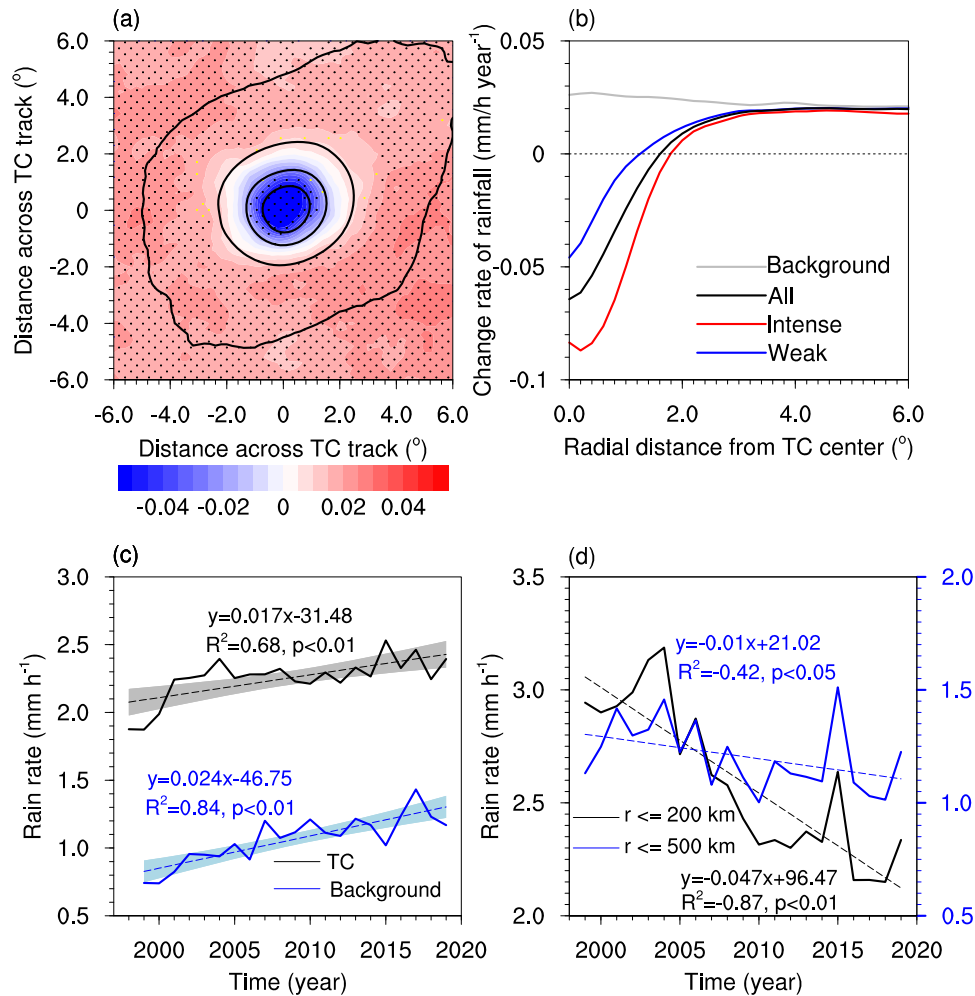 (a)
6.0
4.0
2.0
0
-2.0
-4.0
-6.0
Distance across TC track (°)
-6.0 -4.0 -2.0 0 2.0 4.0 6.0
Distance across TC track (°)
-0.04 -0.02 0 0.02 0.04
(b)
0.05
0
-0.05
-0.1
Change rate of rainfall (mm/h year⁻¹)
Background
All
Intense
Weak
0.0 2.0 4.0 6.0
Radial distance from TC center (°)
(c)
3.0
2.5
2.0
1.5
1.0
0.5
Rain rate (mm h⁻¹)
y=0.017x-31.48
R²=0.68, p<0.01
y=0.024x-46.75
R²=0.84, p<0.01
TC
Background
2000 2005 2010 2015 2020
Time (year)
(d)
3.5
3.0
2.5
2.0
Rain rate (mm h⁻¹)
2.0
1.5
1.0
0.5
y=-0.01x+21.02
R²=-0.42, p<0.05
r <= 200 km
r <= 500 km
y=-0.047x+96.47
R²=-0.87, p<0.01
2000 2005 2010 2015 2020
Time (year)